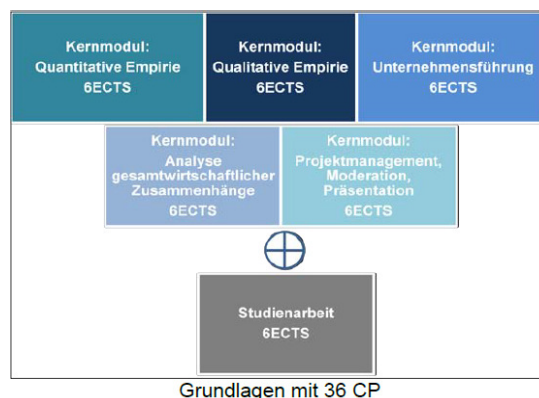 Kernmodul:
Quantitative Empirie
6ECTS
Kernmodul:
Qualitative Empirie
6ECTS
Kernmodul:
Unternehmensführung
6ECTS
Kernmodul:
Analyse
gesamtwirtschaftlicher
Zusammenhänge
6ECTS
Kernmodul:
Projektmanagement,
Moderation,
Präsentation
6ECTS
Studienarbeit
6ECTS
Grundlagen mit 36 CP